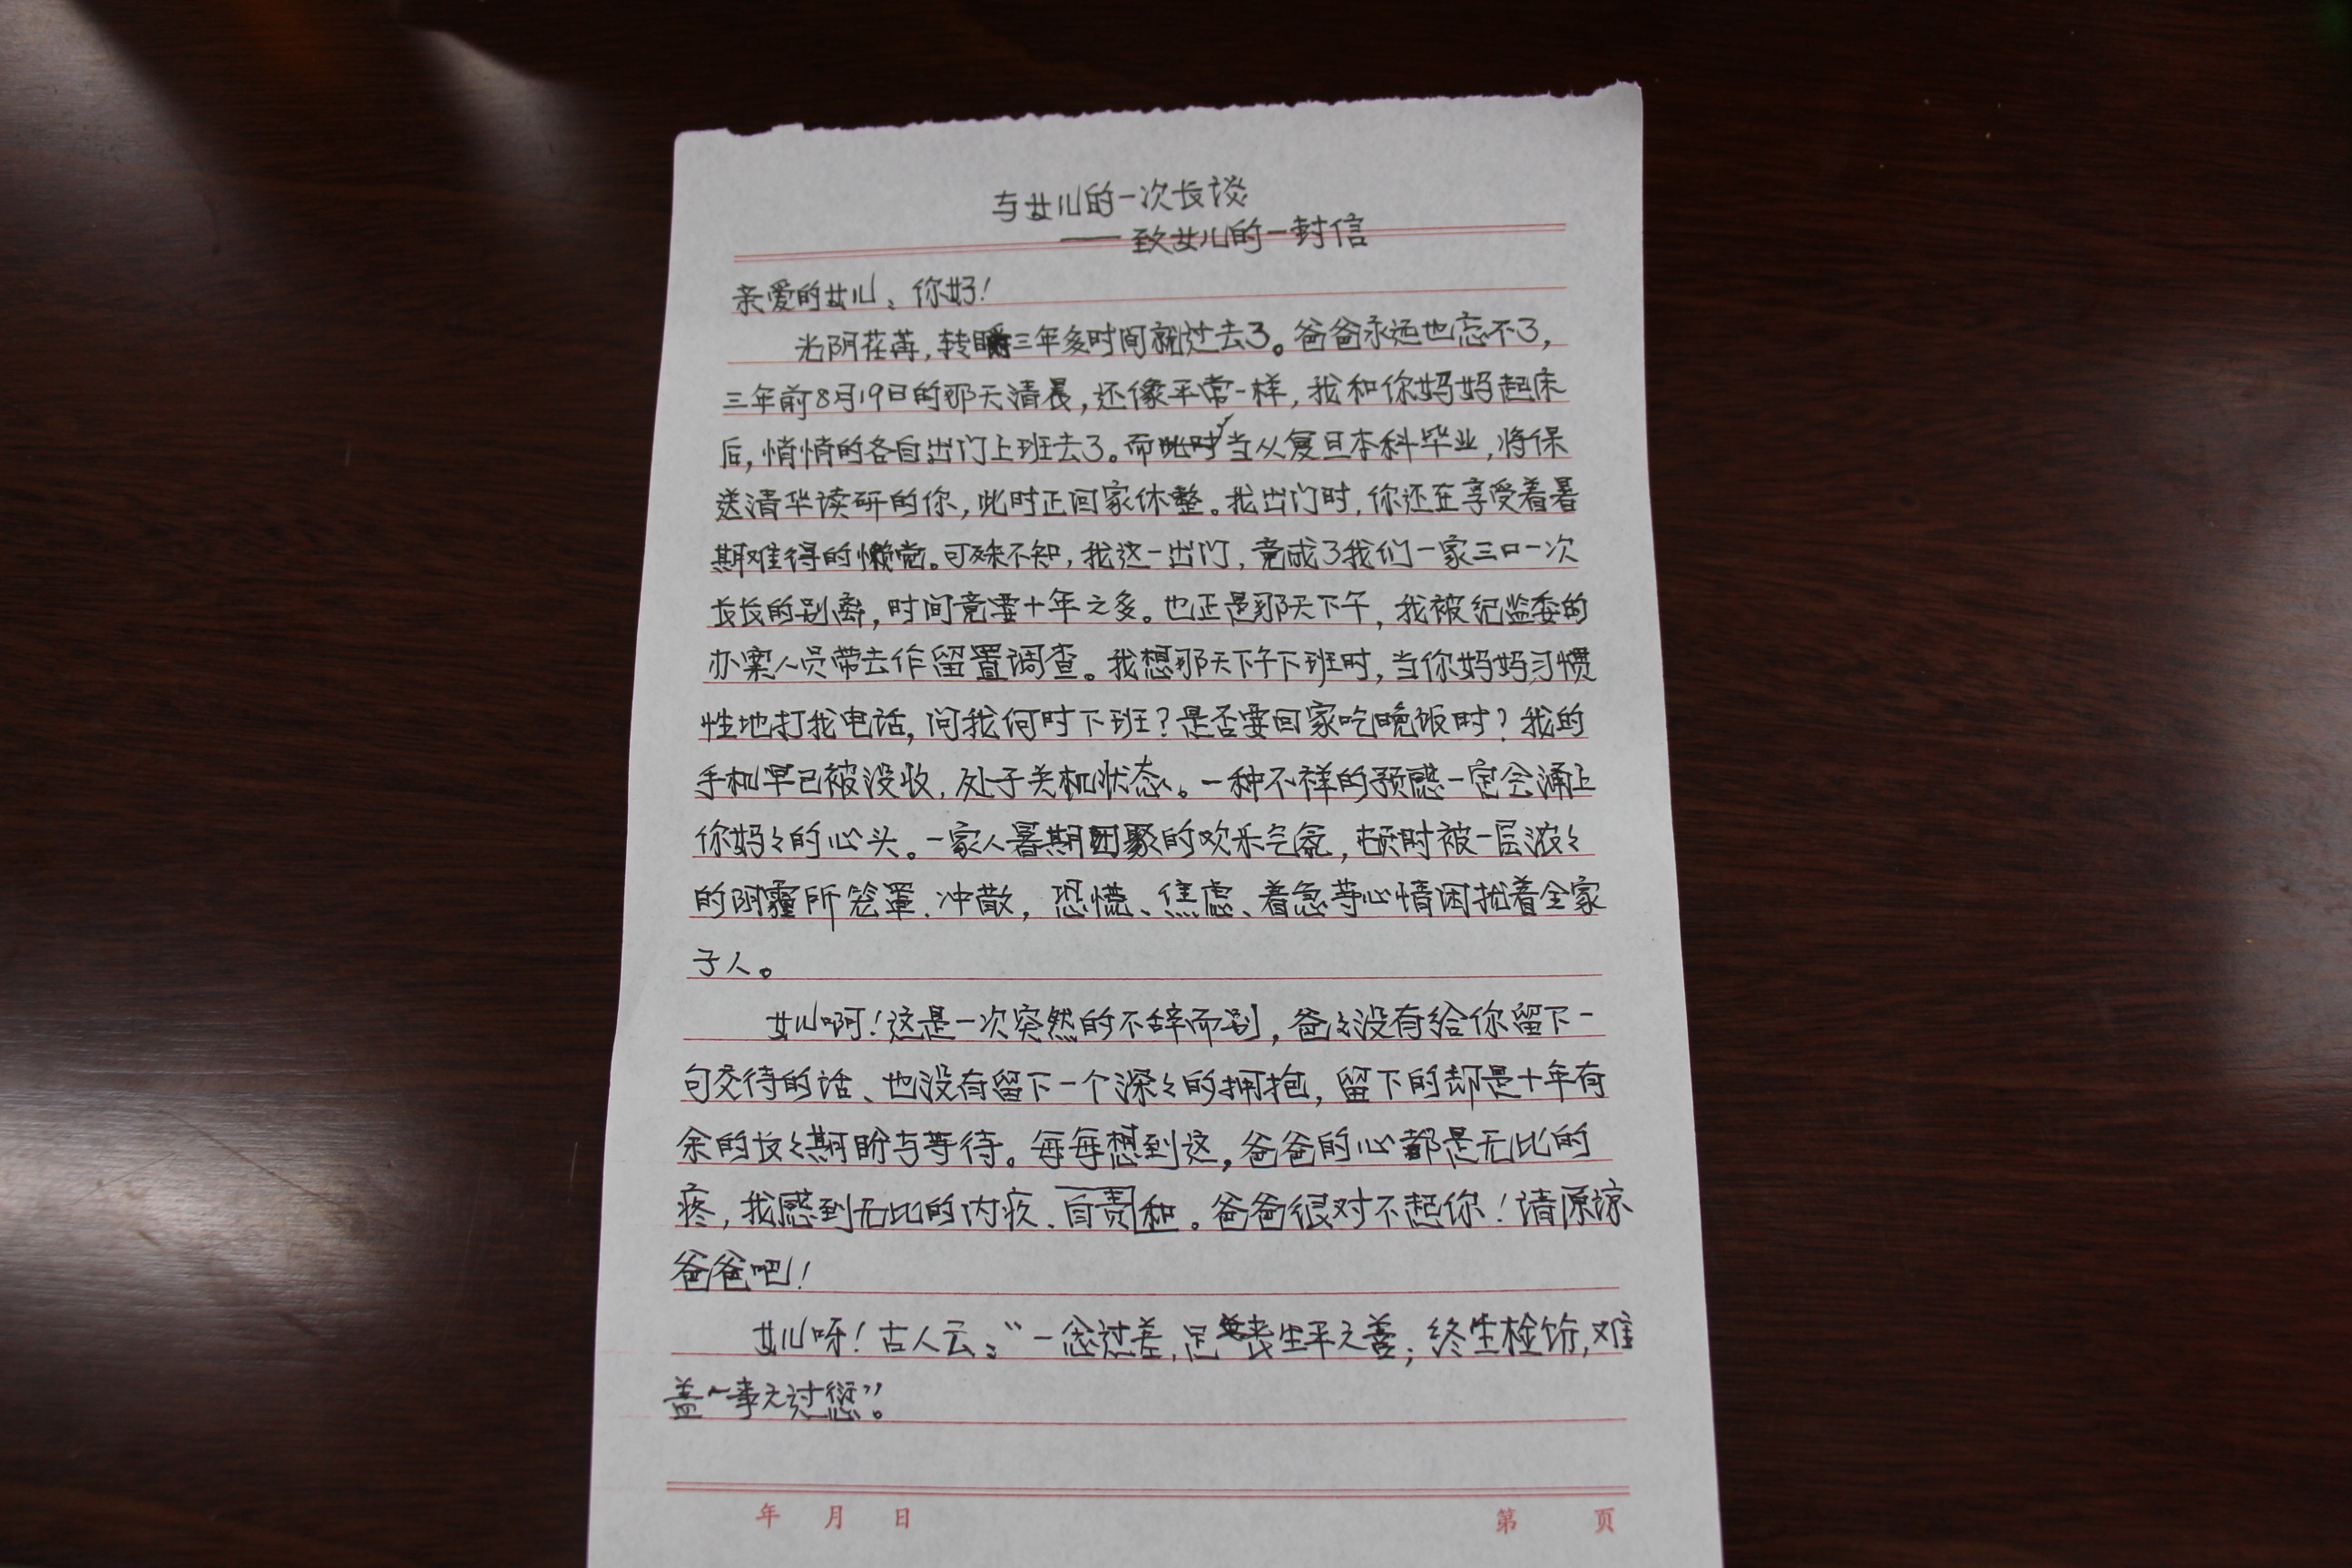 与女儿的一次长谈
——致女儿的一封信
亲爱的女儿：你好！
光阴荏苒，转瞬三年多时间就过去了。爸爸永远也忘不了，
三年前8月19日的那天清晨，还像平常一样，我和你妈妈起床
后，悄悄的各自出门上班去了。而此时当从复旦本科毕业，将保
送清华读研的你，此时正回家休整。我出门时，你还在享受着暑
期难得的懒觉。可殊不知，我这一出门，竟成了我们一家三口一次
长长的别离，时间竟要十年之多。也正是那天下午，我被纪监委的
办案人员带去作留置调查。我想那天下午下班时，当你妈妈习惯
性地打我电话，问我何时下班？是否要回家吃晚饭时？我的
手机早已被没收，处于关机状态。一种不祥的预感一定会涌上
你妈々的心头。一家人暑期团聚的欢乐气氛，顿时被一层浓々
的阴霾所笼罩、冲散，恐慌、焦虑、着急等心情困扰着全家
子人。
女儿啊！这是一次突然的不辞而别，爸々没有给你留下一
句交待的话、也没有留下一个深々的拥抱，留下的却是十年有
余的长々期盼与等待。每每想到这，爸爸的心都是无比的
疼，我感到无比的内疚、自责和。爸爸很对不起你！请原谅
爸爸吧！
女儿呀！古人云：“一念过差，足丧生平之善；终生检饬，难
盖一事之过愆”。
年 月 日 第 页